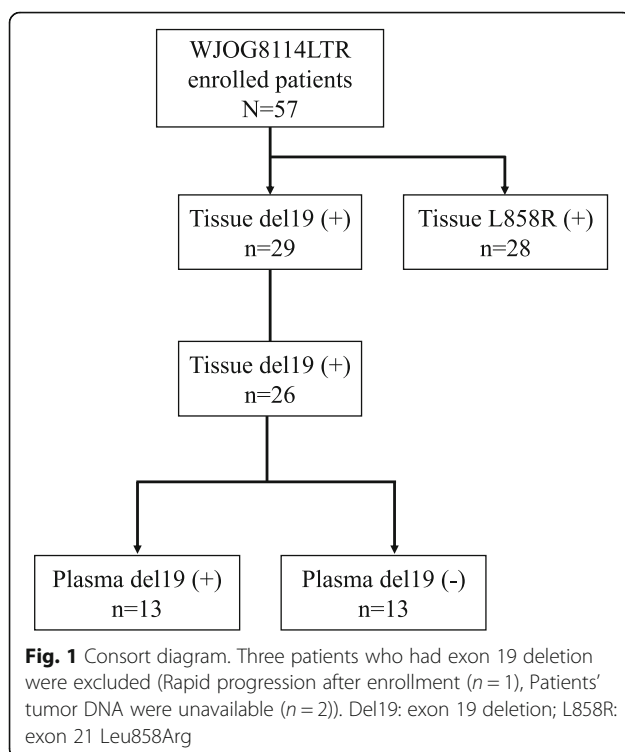 WJOG8114LTR
enrolled patients
N=57
Tissue del19 (+)
n=29
Tissue L858R (+)
n=28
Tissue del19 (+)
n=26
Plasma del19 (+)
n=13
Plasma del19 (-)
n=13
Fig. 1 Consort diagram. Three patients who had exon 19 deletion
were excluded (Rapid progression after enrollment (n = 1), Patients'
tumor DNA were unavailable (n = 2)). Del19: exon 19 deletion; L858R:
exon 21 Leu858Arg